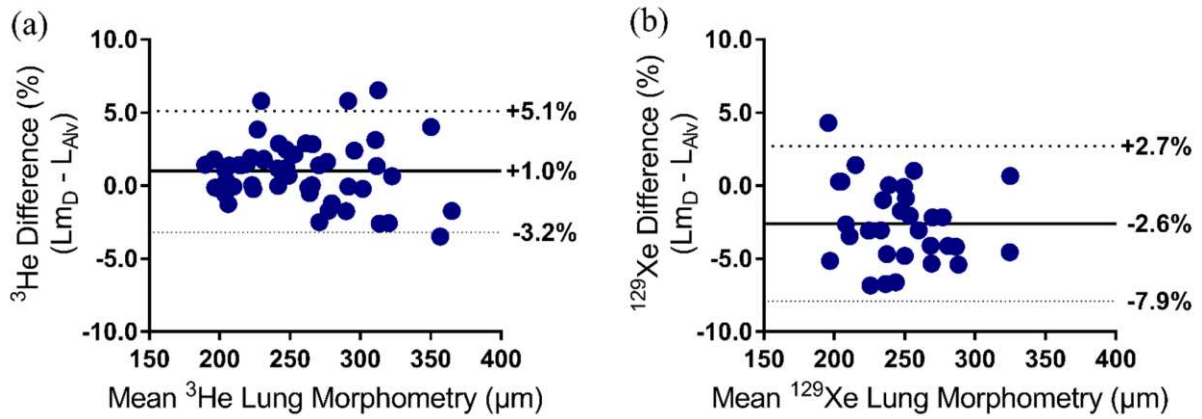 (a)
10.0
5.0
0.0
-5.0
-10.0
³He Difference (%)
(Lm_D - L_Alv)
+5.1%
+1.0%
-3.2%
150 200 250 300 350 400
Mean ³He Lung Morphometry (µm)
(b)
10.0
5.0
0.0
-5.0
-10.0
¹²⁹Xe Difference (%)
(Lm_D - L_Alv)
+2.7%
-2.6%
-7.9%
150 200 250 300 350 400
Mean ¹²⁹Xe Lung Morphometry (µm)